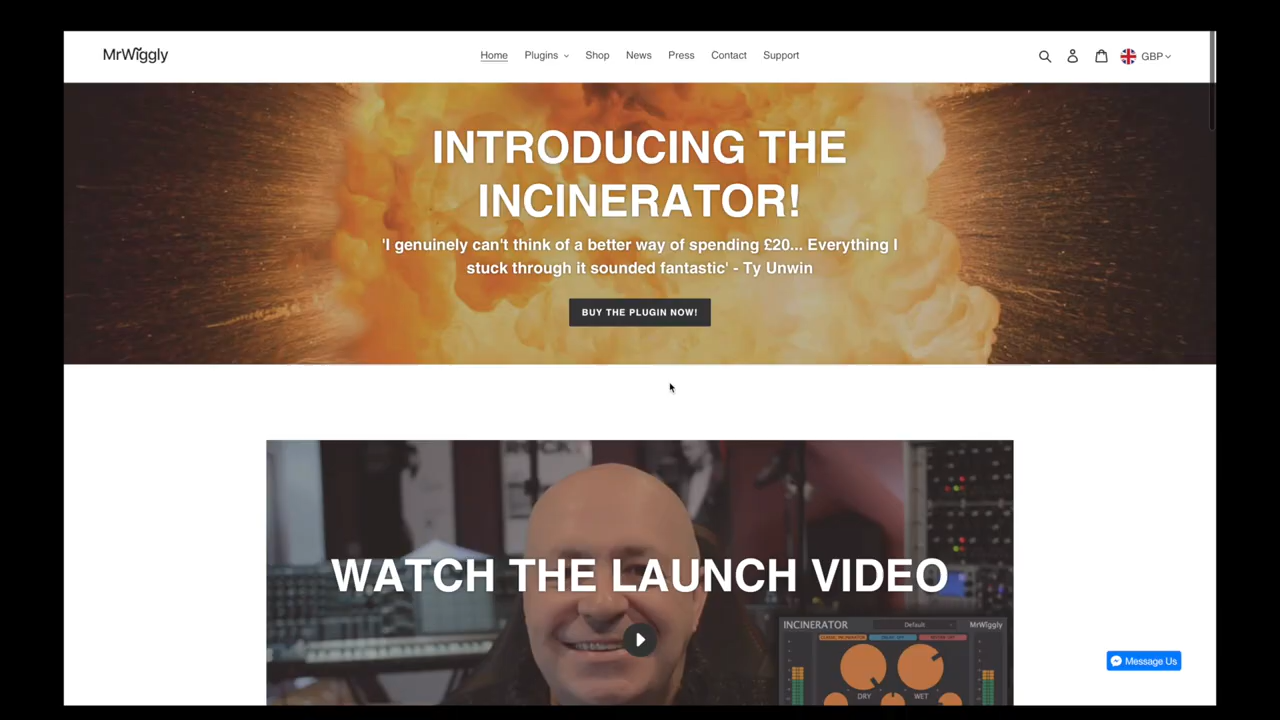 MrWiggly
Home Plugins Shop News Press Contact Support
GBP
INTRODUCING THE
INCINERATOR!
'I genuinely can't think of a better way of spending £20... Everything I
stuck through it sounded fantastic' - Ty Unwin
BUY THE PLUGIN NOW!
WATCH THE LAUNCH VIDEO
INCINERATOR Default MrWiggly
DRY WET
Message Us